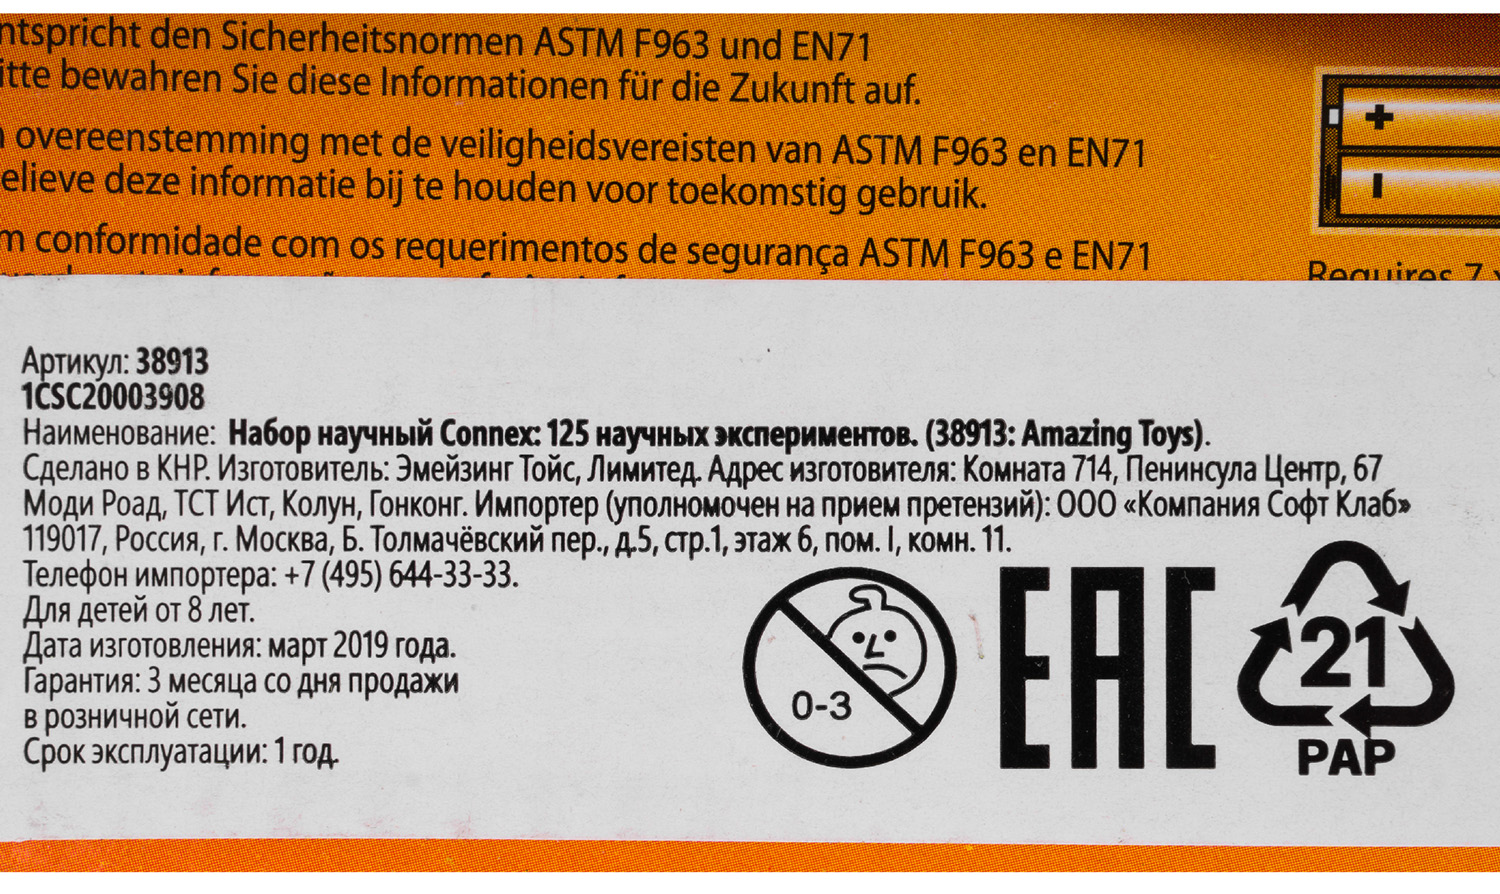 ntspricht den Sicherheitsnormen ASTM F963 und EN71
itte bewahren Sie diese Informationen für die Zukunft auf.
overeenstemming met de veiligheidsvereisten van ASTM F963 en EN71
elieve deze informatie bij te houden voor toekomstig gebruik.
m conformidade com os requerimentos de segurança ASTM F963 e EN71
+
-
Requires 7
Артикул: 38913
1CSC20003908
Наименование: Набор научный Connex: 125 научных экспериментов. (38913: Amazing Toys).
Сделано в КНР. Изготовитель: Эмейзинг Тойс, Лимитед. Адрес изготовителя: Комната 714, Пенинсула Центр, 67
Моди Роад, ТСТ Ист, Колун, Гонконг. Импортер (уполномочен на прием претензий): ООО «Компания Софт Клаб»
119017, Россия, г. Москва, Б. Толмачёвский пер., д.5, стр.1, этаж 6, пом. I, комн. 11.
Телефон импортера: +7 (495) 644-33-33.
Для детей от 8 лет.
Дата изготовления: март 2019 года.
Гарантия: 3 месяца со дня продажи
в розничной сети.
Срок эксплуатации: 1 год.
0-3
EAC
21
PAP